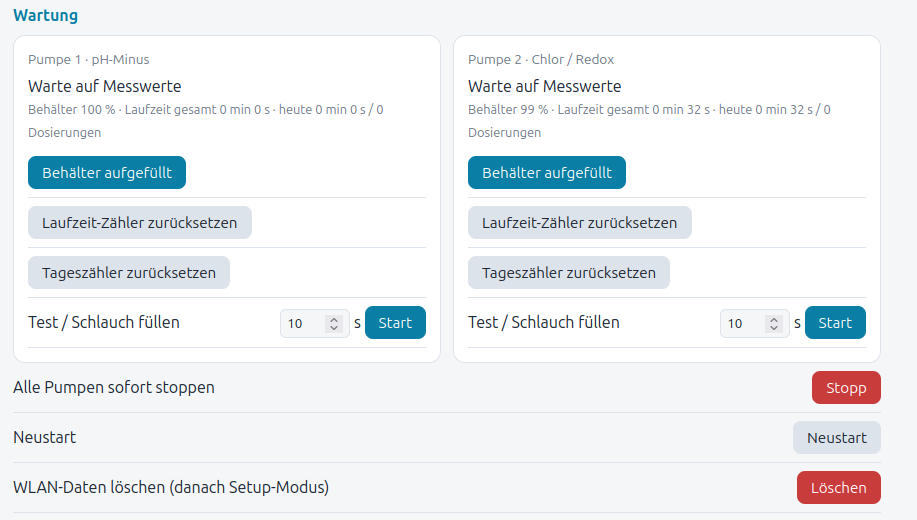 Wartung
Pumpe 1 · pH-Minus
Warte auf Messwerte
Behälter 100 % · Laufzeit gesamt 0 min 0 s · heute 0 min 0 s / 0
Dosierungen
Behälter aufgefüllt
Laufzeit-Zähler zurücksetzen
Tageszähler zurücksetzen
Test / Schlauch füllen 10 s Start
Pumpe 2 · Chlor / Redox
Warte auf Messwerte
Behälter 99 % · Laufzeit gesamt 0 min 32 s · heute 0 min 32 s / 0
Dosierungen
Behälter aufgefüllt
Laufzeit-Zähler zurücksetzen
Tageszähler zurücksetzen
Test / Schlauch füllen 10 s Start
Alle Pumpen sofort stoppen Stopp
Neustart Neustart
WLAN-Daten löschen (danach Setup-Modus) Löschen